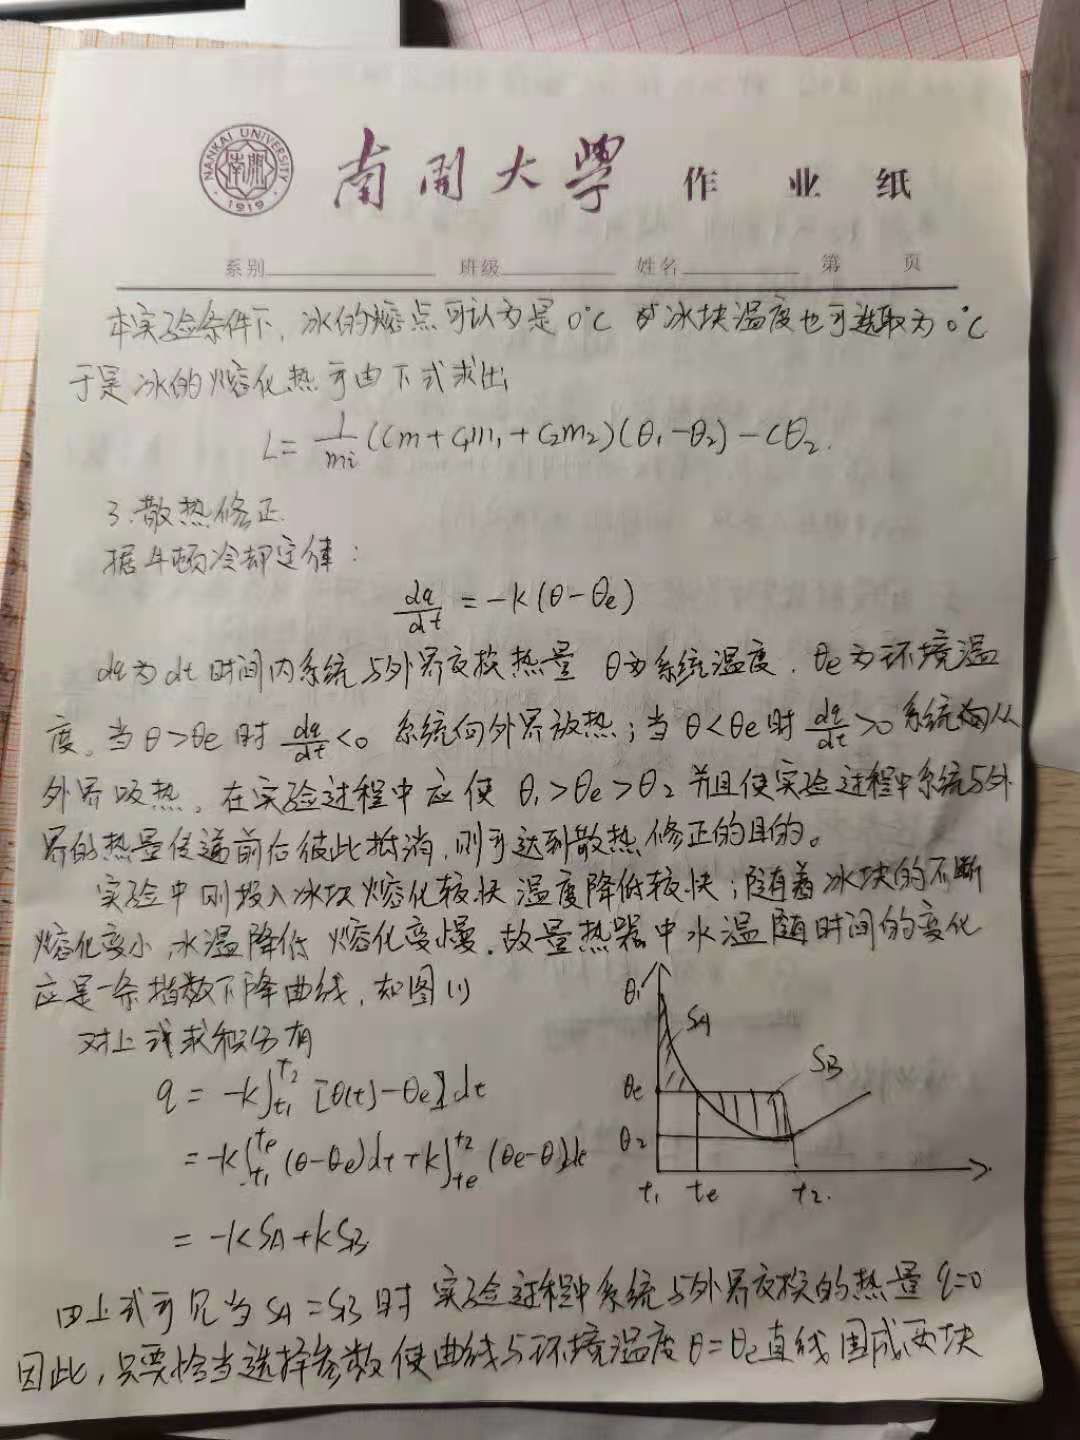 NANKAI UNIVERSITY 1919
南开大学 作业纸
系别 班级 姓名 第 页
本实验条件下,冰的熔点可认为是0°C 冰块温度也可选取为0°C
于是冰的熔化热可由下式求出
L = 1/mi (cm + c1m1 + c2m2)(θ1 - θ2) - cθ2.
3.散热修正.
据牛顿冷却定律:
dq/dt = -k(θ-θe)
dq为dt时间内系统与外界交换热量 θ为系统温度.θe为环境温
度。当θ>θe时 dq/dt<0 系统向外界放热;当θ<θe时 dq/dt>0 系统从
外界吸热。在实验过程中应使 θ1>θe>θ2 并且使实验过程中系统与外
界的热量传递前后彼此抵消,则可达到散热修正的目的。
实验中刚投入冰块熔化较快 温度降低较快;随着冰块的不断
熔化变小,水温降低 熔化变慢.故量热器中水温随时间的变化
应是一条指数下降曲线,如图(1)
对上式求积分有
q = -k∫t1t2 [θ(t)-θe]dt
= -k∫t1te (θ-θe)dt + k∫tet2 (θe-θ)dt
= -kSA + kSB
θ1
SA
SB
θe
θ2
t1 te t2.
由上式可见当SA=SB时 实验过程中系统与外界交换的热量q=0
因此,只要恰当选择参数使曲线与环境温度θ=θe直线围成两块